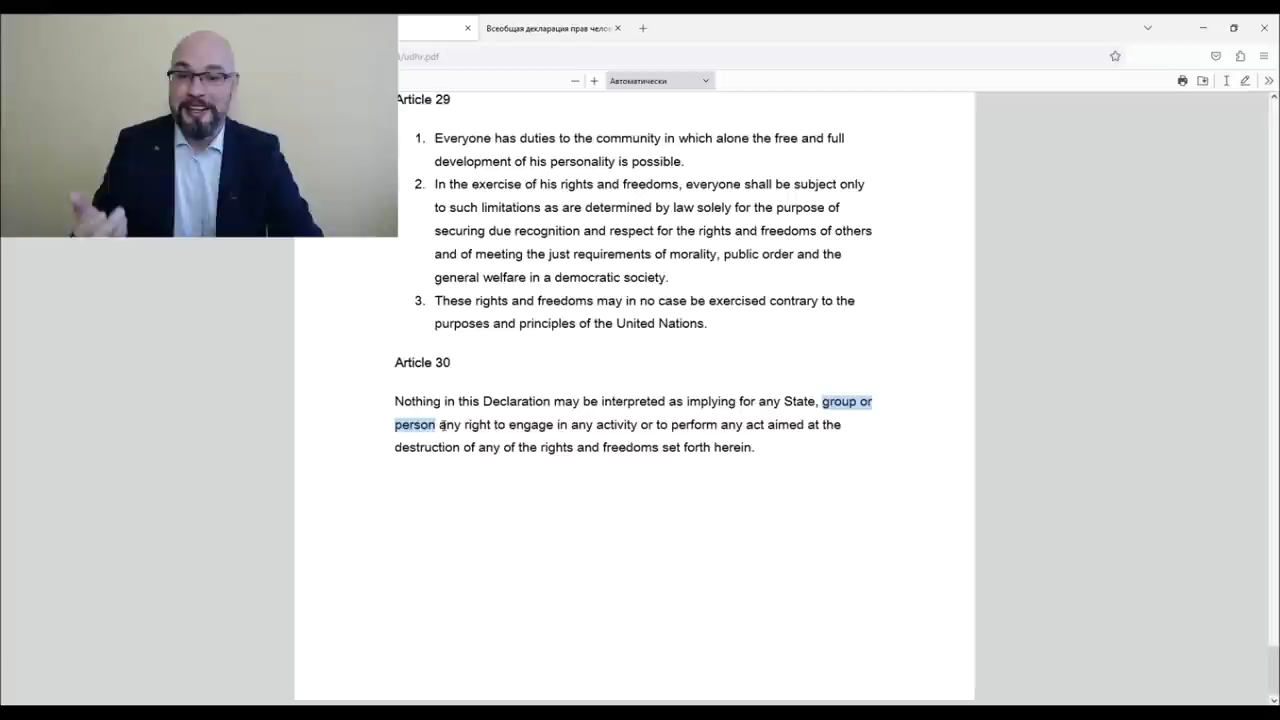 Всеобщая декларация прав чело
l/udhr.pdf
Автоматически
Article 29
1. Everyone has duties to the community in which alone the free and full
development of his personality is possible.
2. In the exercise of his rights and freedoms, everyone shall be subject only
to such limitations as are determined by law solely for the purpose of
securing due recognition and respect for the rights and freedoms of others
and of meeting the just requirements of morality, public order and the
general welfare in a democratic society.
3. These rights and freedoms may in no case be exercised contrary to the
purposes and principles of the United Nations.
Article 30
Nothing in this Declaration may be interpreted as implying for any State, group or
person any right to engage in any activity or to perform any act aimed at the
destruction of any of the rights and freedoms set forth herein.